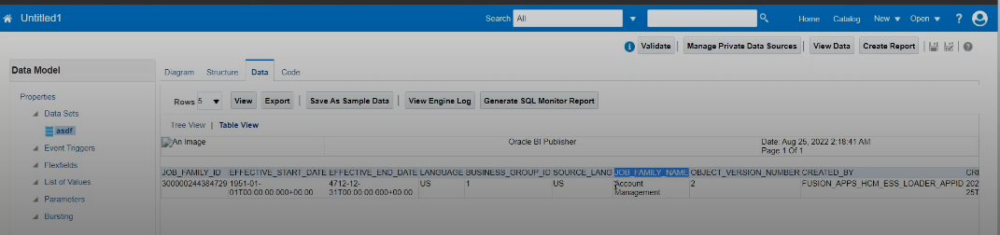 Untitled1 Search All Home Catalog New Open ?
Validate Manage Private Data Sources View Data Create Report
Data Model Diagram Structure Data Code
Properties
Data Sets
asdf
Event Triggers
Flexfields
List of Values
Parameters
Bursting
Rows 5 View Export Save As Sample Data View Engine Log Generate SQL Monitor Report
Tree View | Table View
An Image Oracle BI Publisher Date: Aug 25, 2022 2:18:41 AM
Page 1 Of 1
JOB_FAMILY_ID EFFECTIVE_START_DATE EFFECTIVE_END_DATE LANGUAGE BUSINESS_GROUP_ID SOURCE_LANG JOB_FAMILY_NAME OBJECT_VERSION_NUMBER CREATED_BY CRE
300000244384729 1951-01- 4712-12- US 1 US Account 2 FUSION_APPS_HCM_ESS_LOADER_APPID 202
01T00:00:00.000+00:00 31T00:00:00.000+00:00 Management 25T